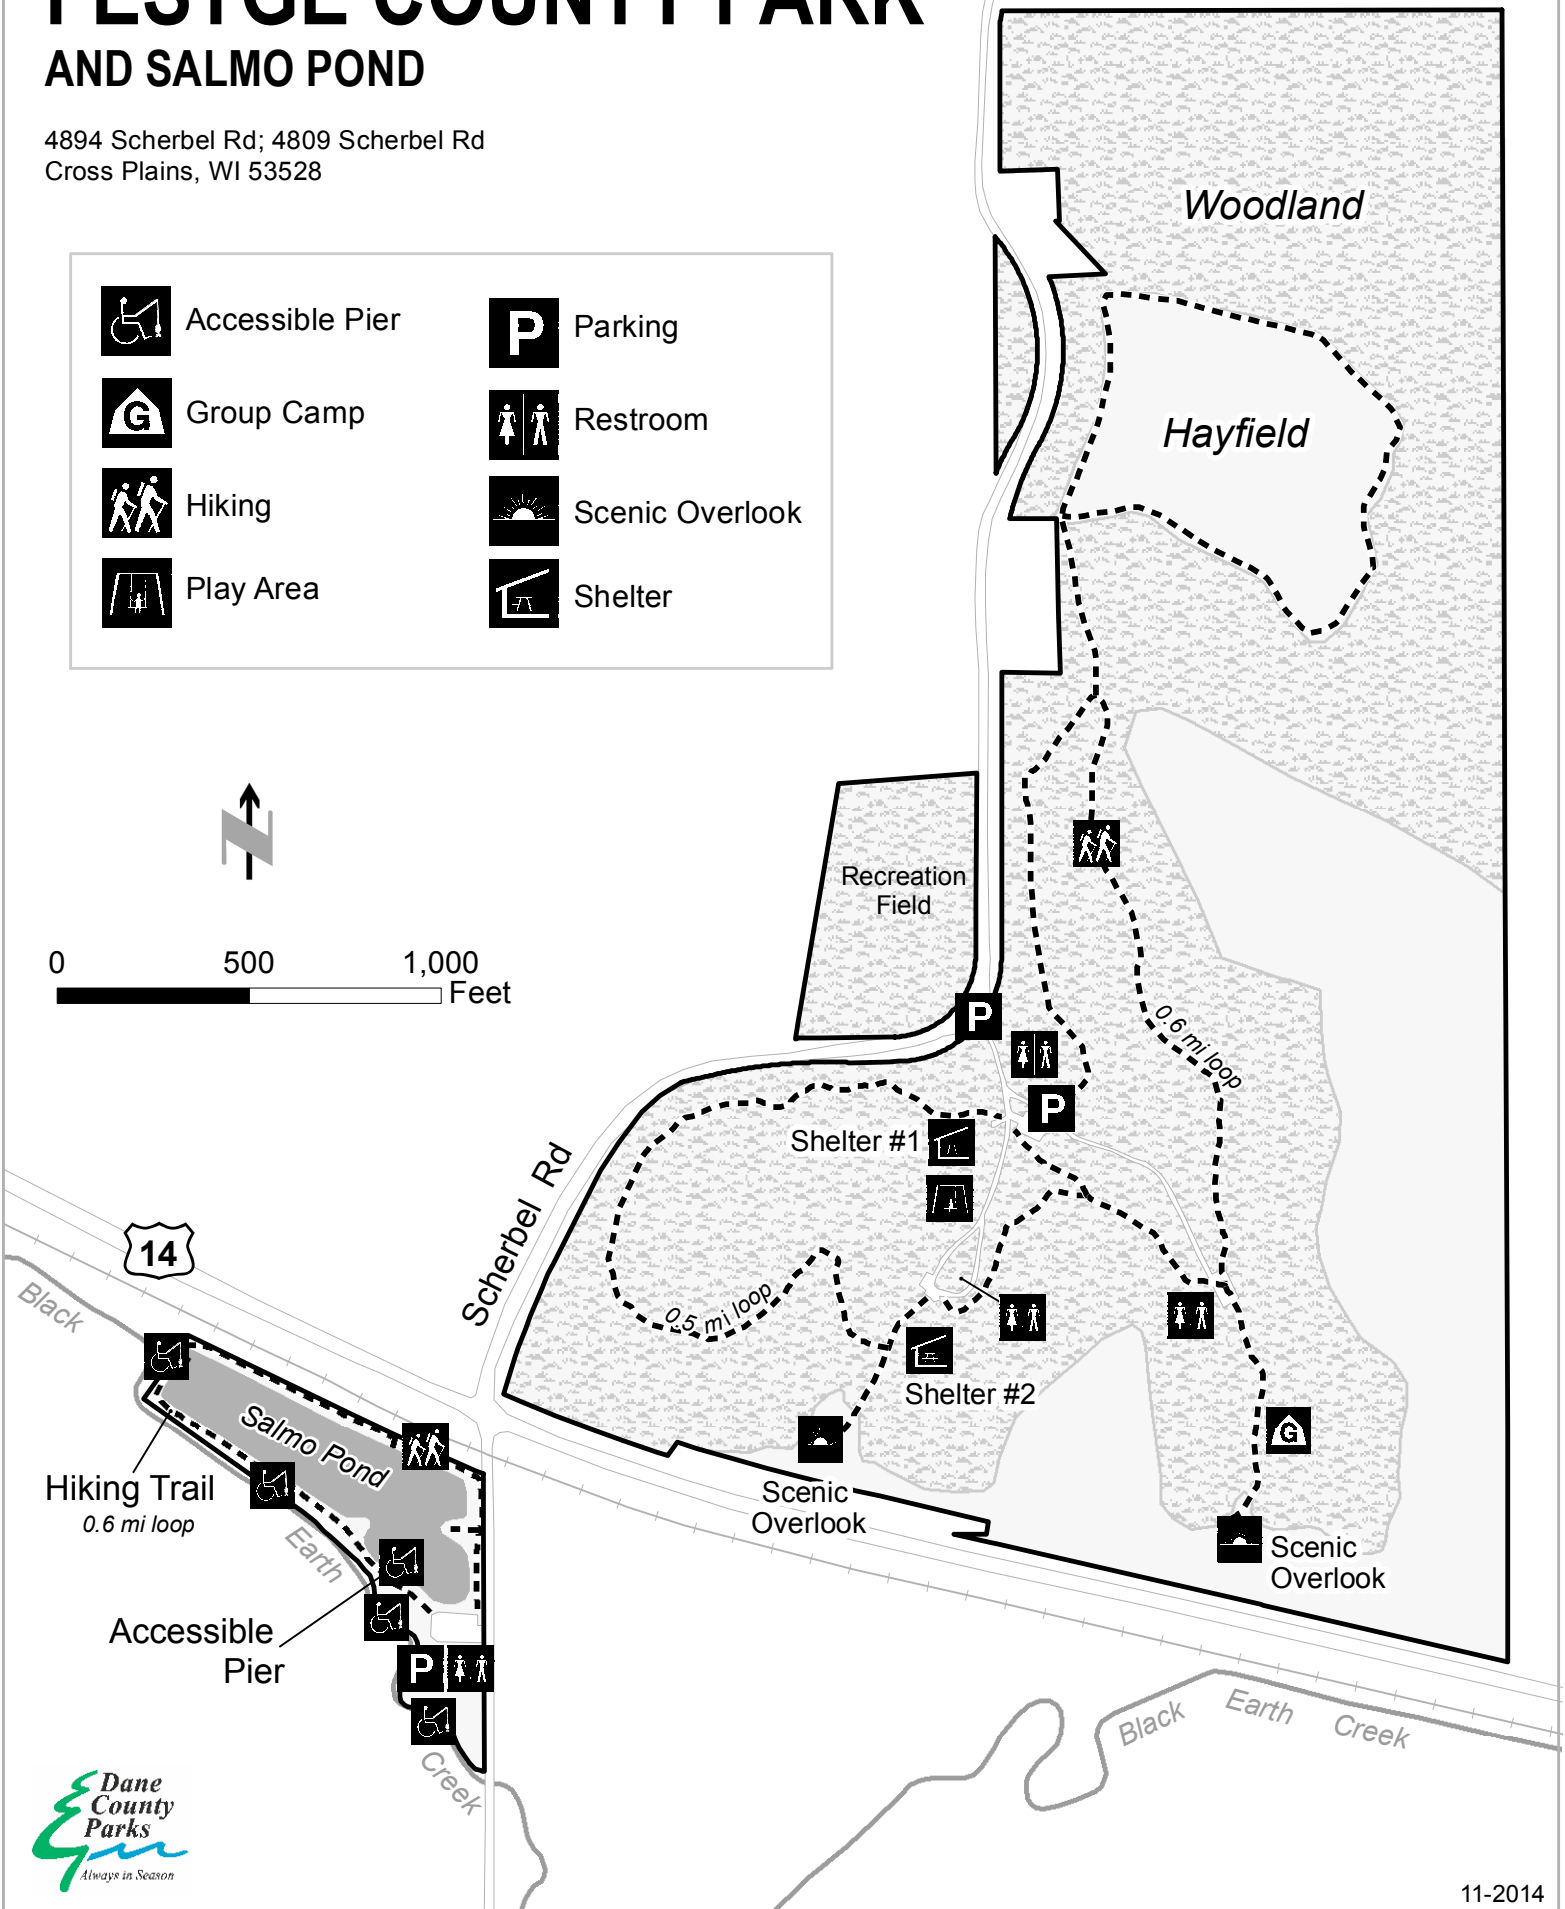 FESTGE COUNTY PARK
AND SALMO POND
4894 Scherbel Rd; 4809 Scherbel Rd
Cross Plains, WI 53528
Accessible Pier
Group Camp
G
Hiking
Play Area
P
Parking
Restroom
Scenic Overlook
Shelter
Woodland
Hayfield
N
0 500 1,000
Feet
Recreation
Field
P
P
0.6 mi loop
Shelter #1
Scherbel Rd
14
Black
0.5 mi loop
Shelter #2
Salmo Pond
G
Hiking Trail
0.6 mi loop
Scenic
Overlook
Earth
Scenic
Overlook
Accessible
Pier
P
Creek
Black Earth Creek
Dane
County
Parks
Always in Season
11-2014